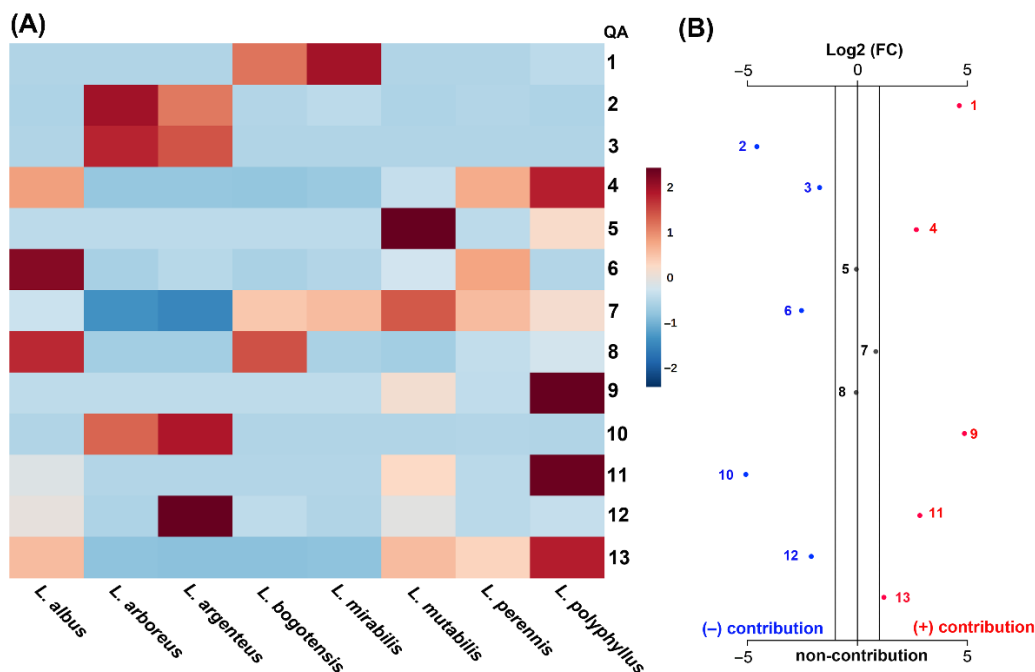 (A)
QA
1
2
3
4
5
6
7
8
9
10
11
12
13
2
1
0
−1
−2
L. albus
L. arboreus
L. argenteus
L. bogotensis
L. mirabilis
L. mutabilis
L. perennis
L. polyphyllus
(B)
Log2 (FC)
−5 0 5
1
2
3
4
5
6
7
8
9
10
11
12
13
(−) contribution (+) contribution
non-contribution
−5 5